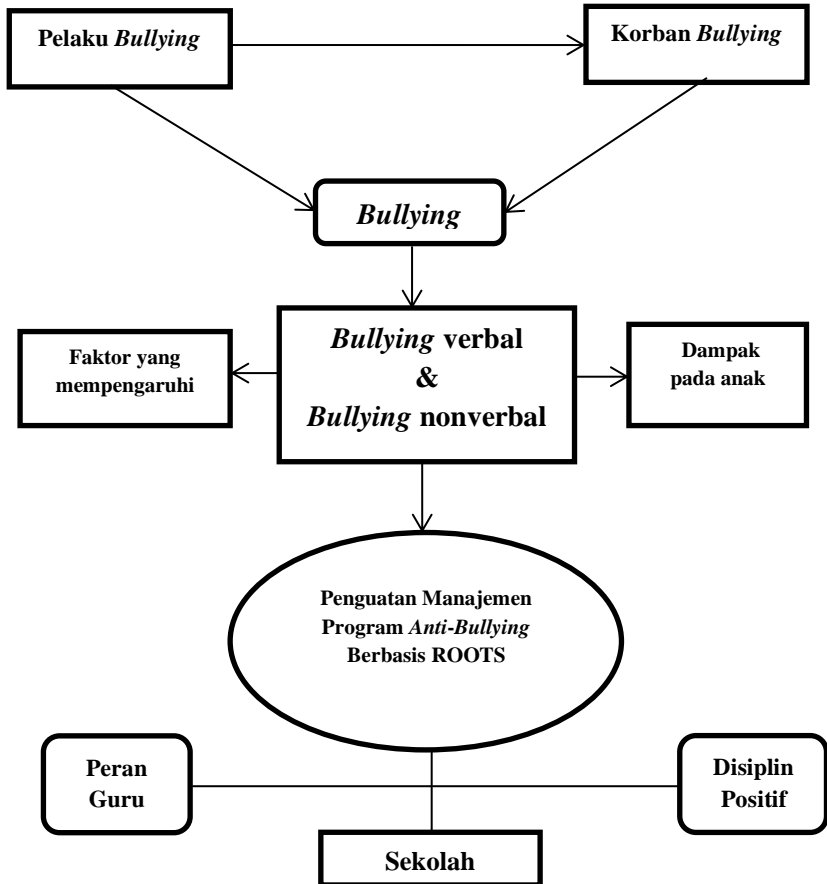 Pelaku Bullying
Korban Bullying
Bullying
Faktor yang
mempengaruhi
Bullying verbal
&
Bullying nonverbal
Dampak
pada anak
Penguatan Manajemen
Program Anti-Bullying
Berbasis ROOTS
Peran
Guru
Disiplin
Positif
Sekolah